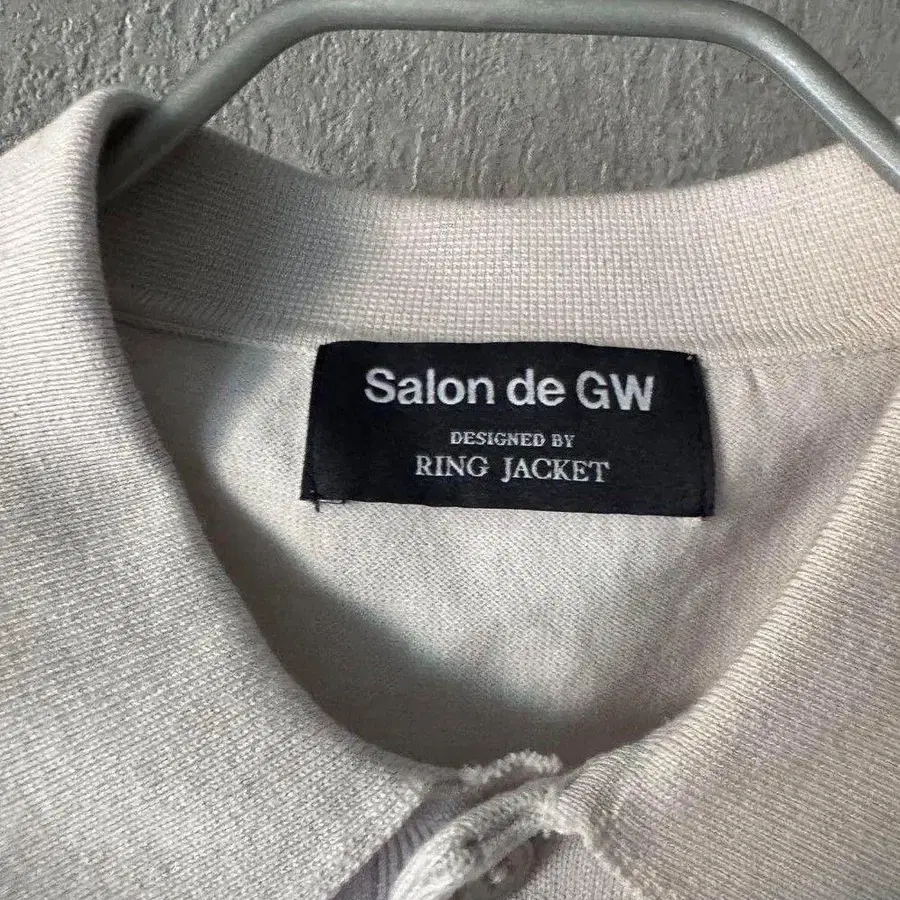 Salon de GW
DESIGNED BY
RING JACKET